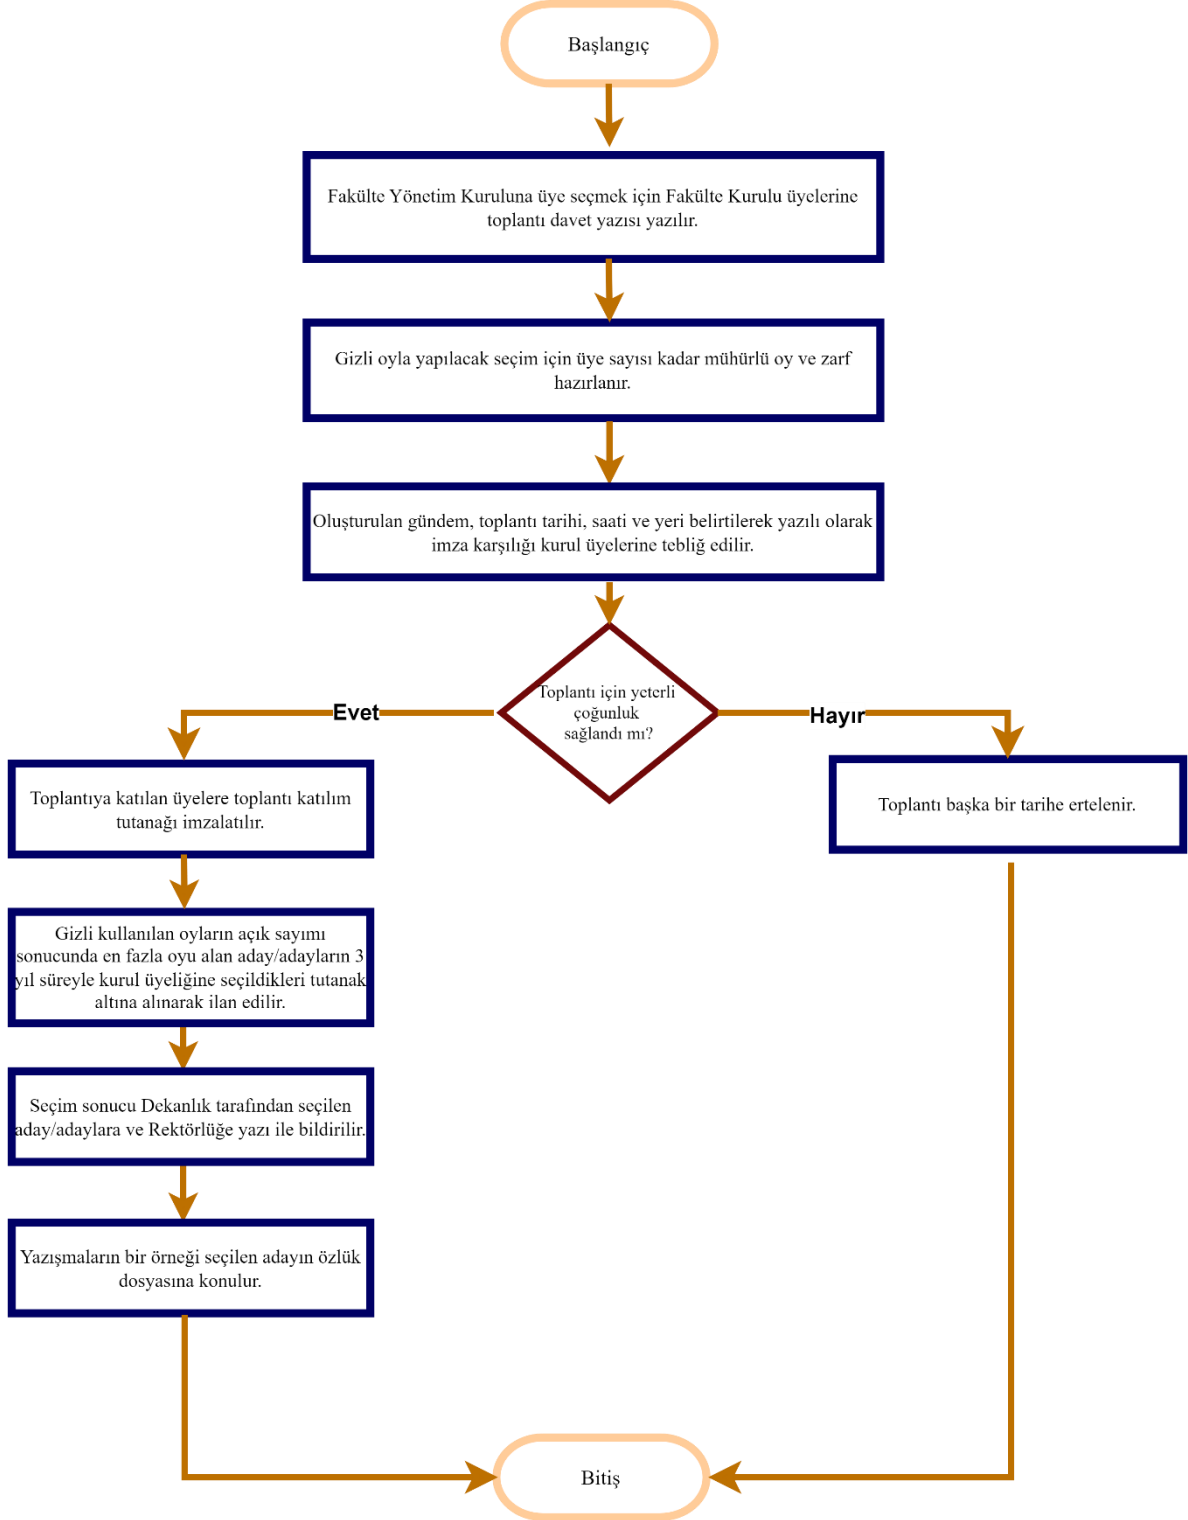 Başlangıç
Fakülte Yönetim Kuruluna üye seçmek için Fakülte Kurulu üyelerine
toplantı davet yazısı yazılır.
Gizli oyla yapılacak seçim için üye sayısı kadar mühürlü oy ve zarf
hazırlanır.
Oluşturulan gündem, toplantı tarihi, saati ve yeri belirtilerek yazılı olarak
imza karşılığı kurul üyelerine tebliğ edilir.
Toplantı için yeterli
çoğunluk
sağlandı mı?
Evet
Hayır
Toplantıya katılan üyelere toplantı katılım
tutanağı imzalatılır.
Toplantı başka bir tarihe ertelenir.
Gizli kullanılan oyların açık sayımı
sonucunda en fazla oyu alan aday/adayların 3
yıl süreyle kurul üyeliğine seçildikleri tutanak
altına alınarak ilan edilir.
Seçim sonucu Dekanlık tarafından seçilen
aday/adaylara ve Rektörlüğe yazı ile bildirilir.
Yazışmaların bir örneği seçilen adayın özlük
dosyasına konulur.
Bitiş